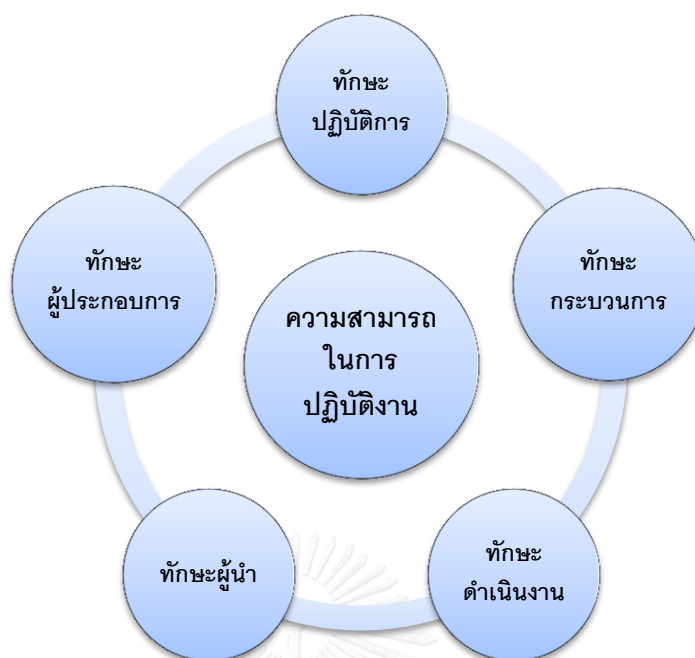 ทักษะ
ปฏิบัติการ
ทักษะ
ผู้ประกอบการ
ทักษะ
กระบวนการ
ความสามารถ
ในการ
ปฏิบัติงาน
ทักษะผู้นำ
ทักษะ
ดำเนินงาน